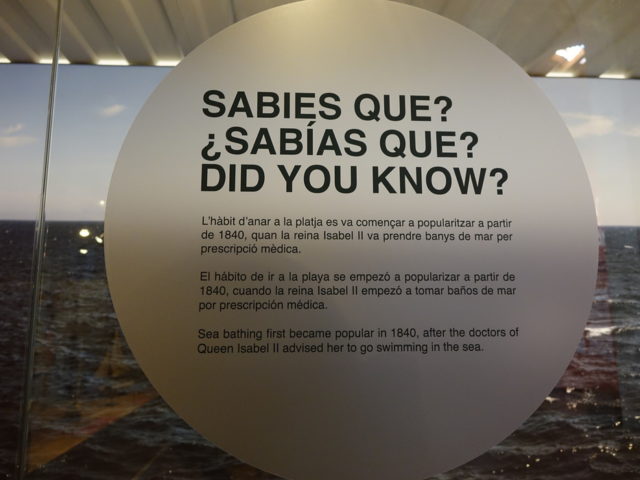 SABIES QUE?
¿SABÍAS QUE?
DID YOU KNOW?
L'hàbit d'anar a la platja es va començar a popularitzar a partir
de 1840, quan la reina Isabel II va prendre banys de mar per
prescripció mèdica.
El hábito de ir a la playa se empezó a popularizar a partir de
1840, cuando la reina Isabel II empezó a tomar baños de mar
por prescripción médica.
Sea bathing first became popular in 1840, after the doctors of
Queen Isabel II advised her to go swimming in the sea.